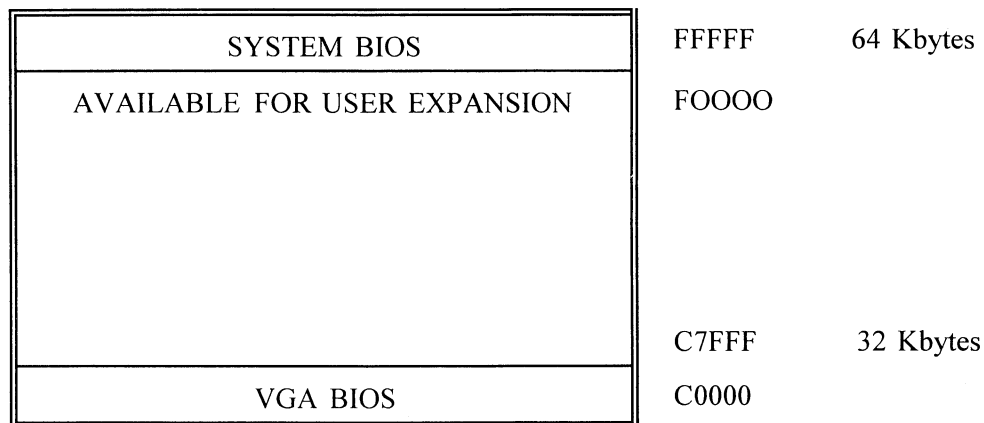 SYSTEM BIOS FFFFF 64 Kbytes
AVAILABLE FOR USER EXPANSION FOOOO
C7FFF 32 Kbytes
VGA BIOS C0000